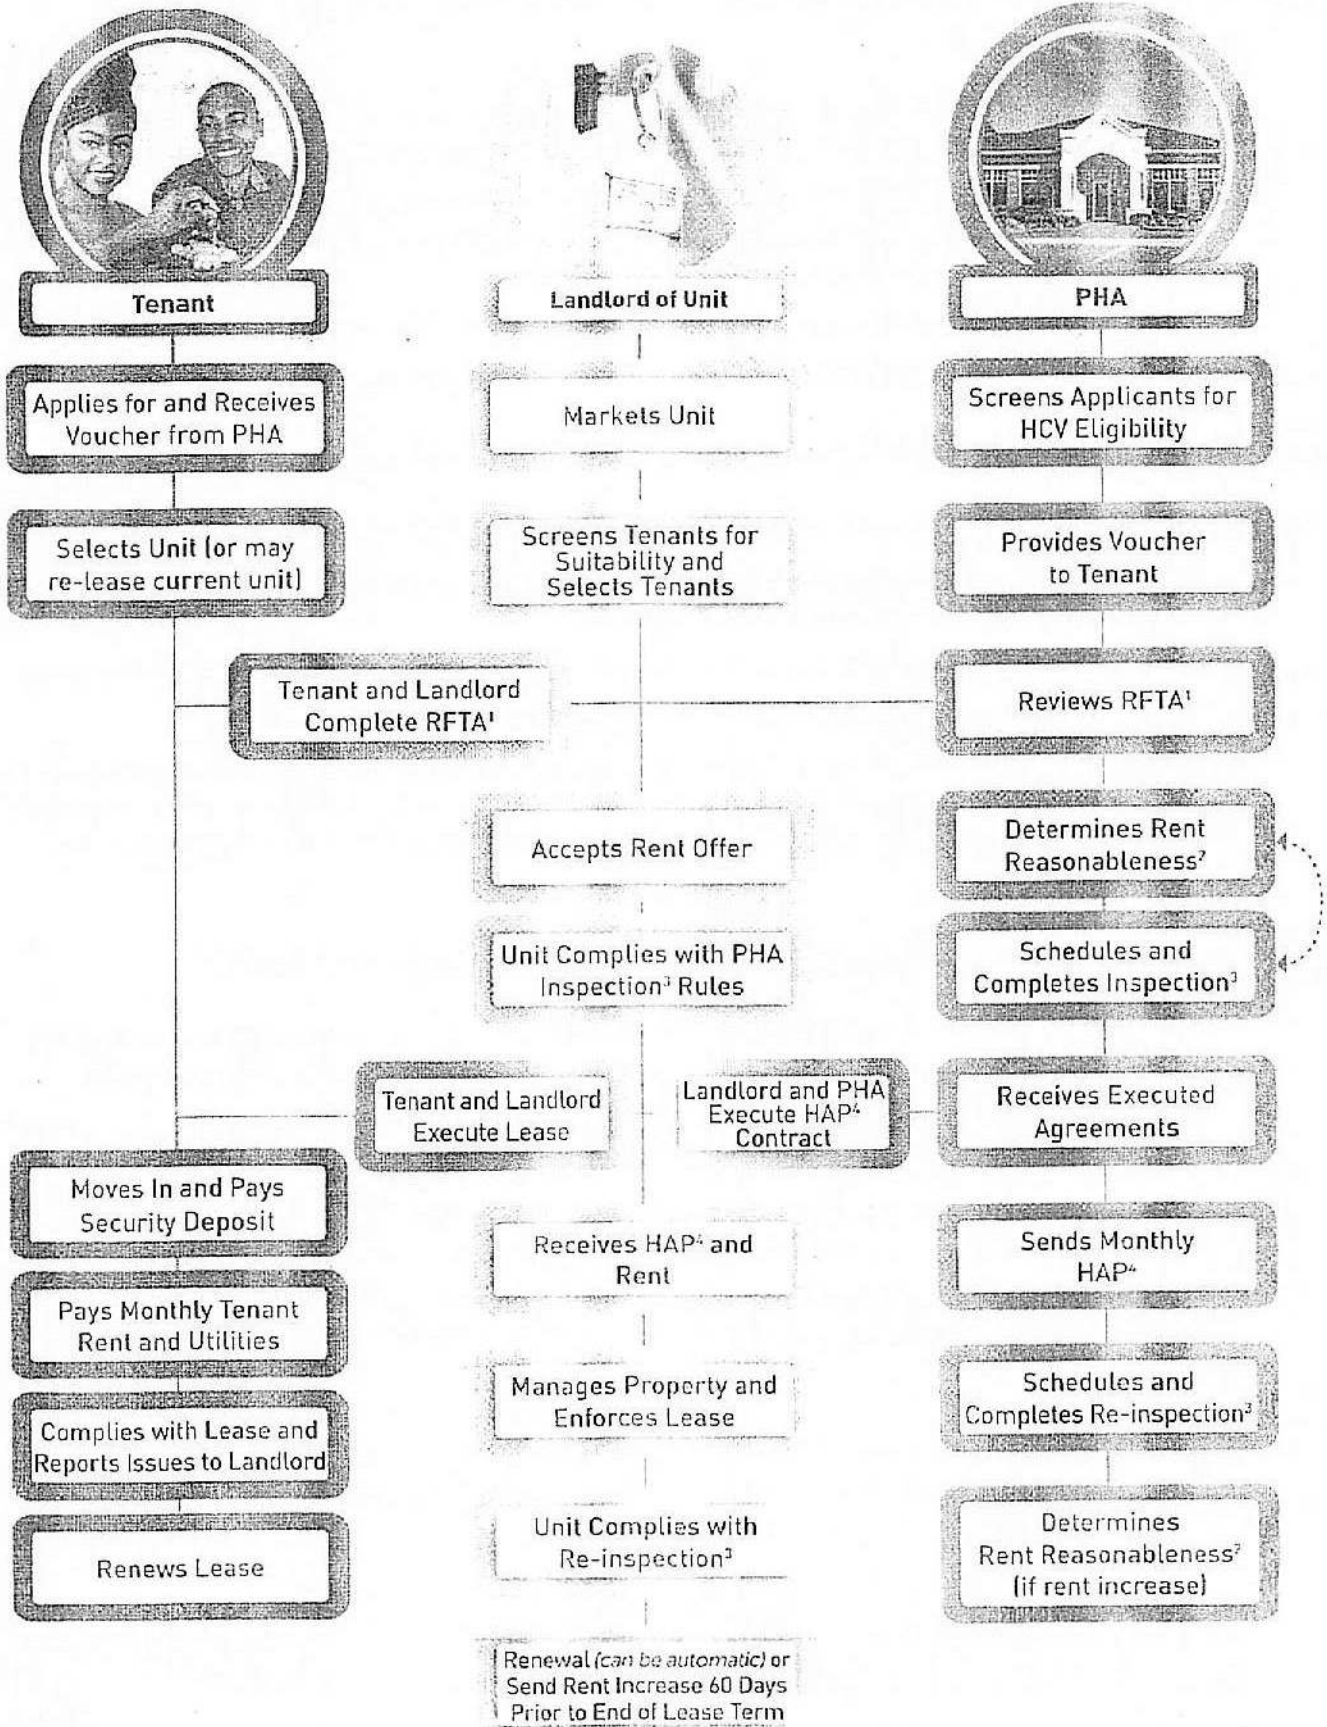 Tenant
Applies for and Receives
Voucher from PHA
Selects Unit (or may
re-lease current unit)
Landlord of Unit
Markets Unit
Screens Tenants for
Suitability and
Selects Tenants
PHA
Screens Applicants for
HCV Eligibility
Provides Voucher
to Tenant
Tenant and Landlord
Complete RFTA¹
Reviews RFTA¹
Accepts Rent Offer
Unit Complies with PHA
Inspection³ Rules
Determines Rent
Reasonableness²
Schedules and
Completes Inspection³
Tenant and Landlord
Execute Lease
Landlord and PHA
Execute HAP⁴
Contract
Receives Executed
Agreements
Moves In and Pays
Security Deposit
Pays Monthly Tenant
Rent and Utilities
Complies with Lease and
Reports Issues to Landlord
Renews Lease
Receives HAP⁴ and
Rent
Manages Property and
Enforces Lease
Unit Complies with
Re-inspection³
Renewal (can be automatic) or
Send Rent Increase 60 Days
Prior to End of Lease Term
Sends Monthly
HAP⁴
Schedules and
Completes Re-inspection³
Determines
Rent Reasonableness²
(if rent increase)